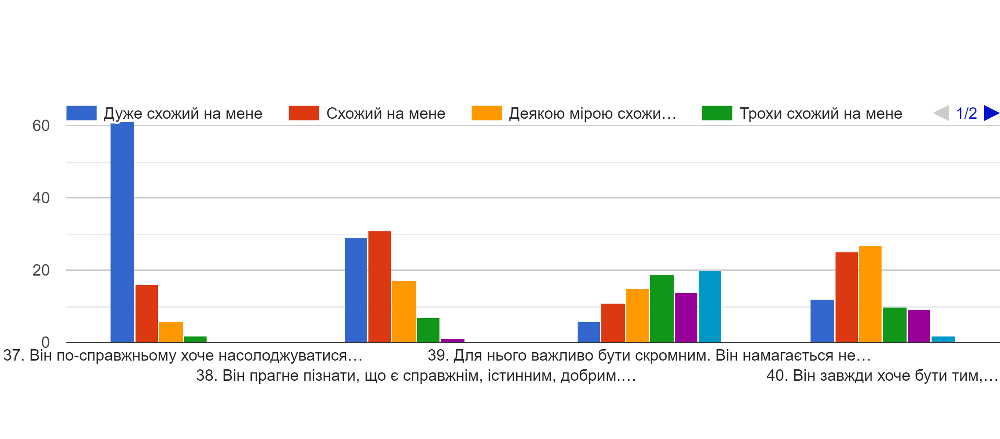 Дуже схожий на мене
Схожий на мене
Деякою мірою схожи…
Трохи схожий на мене
1/2
60
40
20
0
37. Він по-справжньому хоче насолоджуватися…
39. Для нього важливо бути скромним. Він намагається не…
38. Він прагне пізнати, що є справжнім, істинним, добрим.…
40. Він завжди хоче бути тим,…